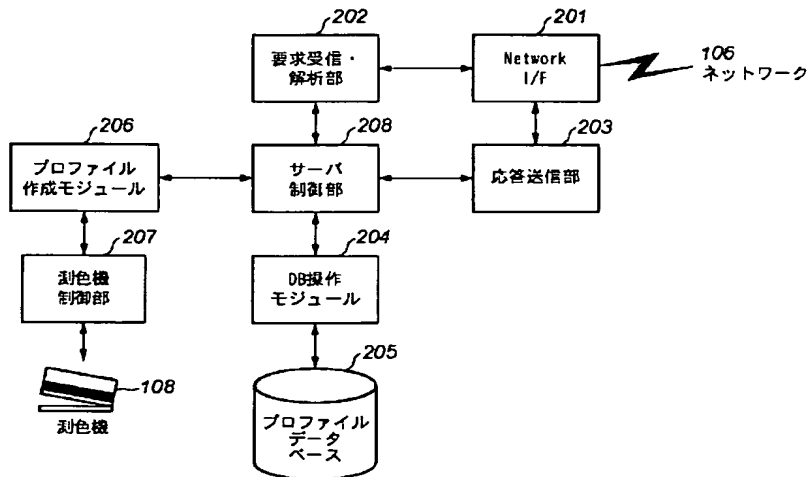 202
要求受信・
解析部
201
Network
I/F
106
ネットワーク
206
プロファイル
作成モジュール
208
サーバ
制御部
203
応答送信部
207
測色機
制御部
204
DB操作
モジュール
108
測色機
205
プロファイル
データ
ベース